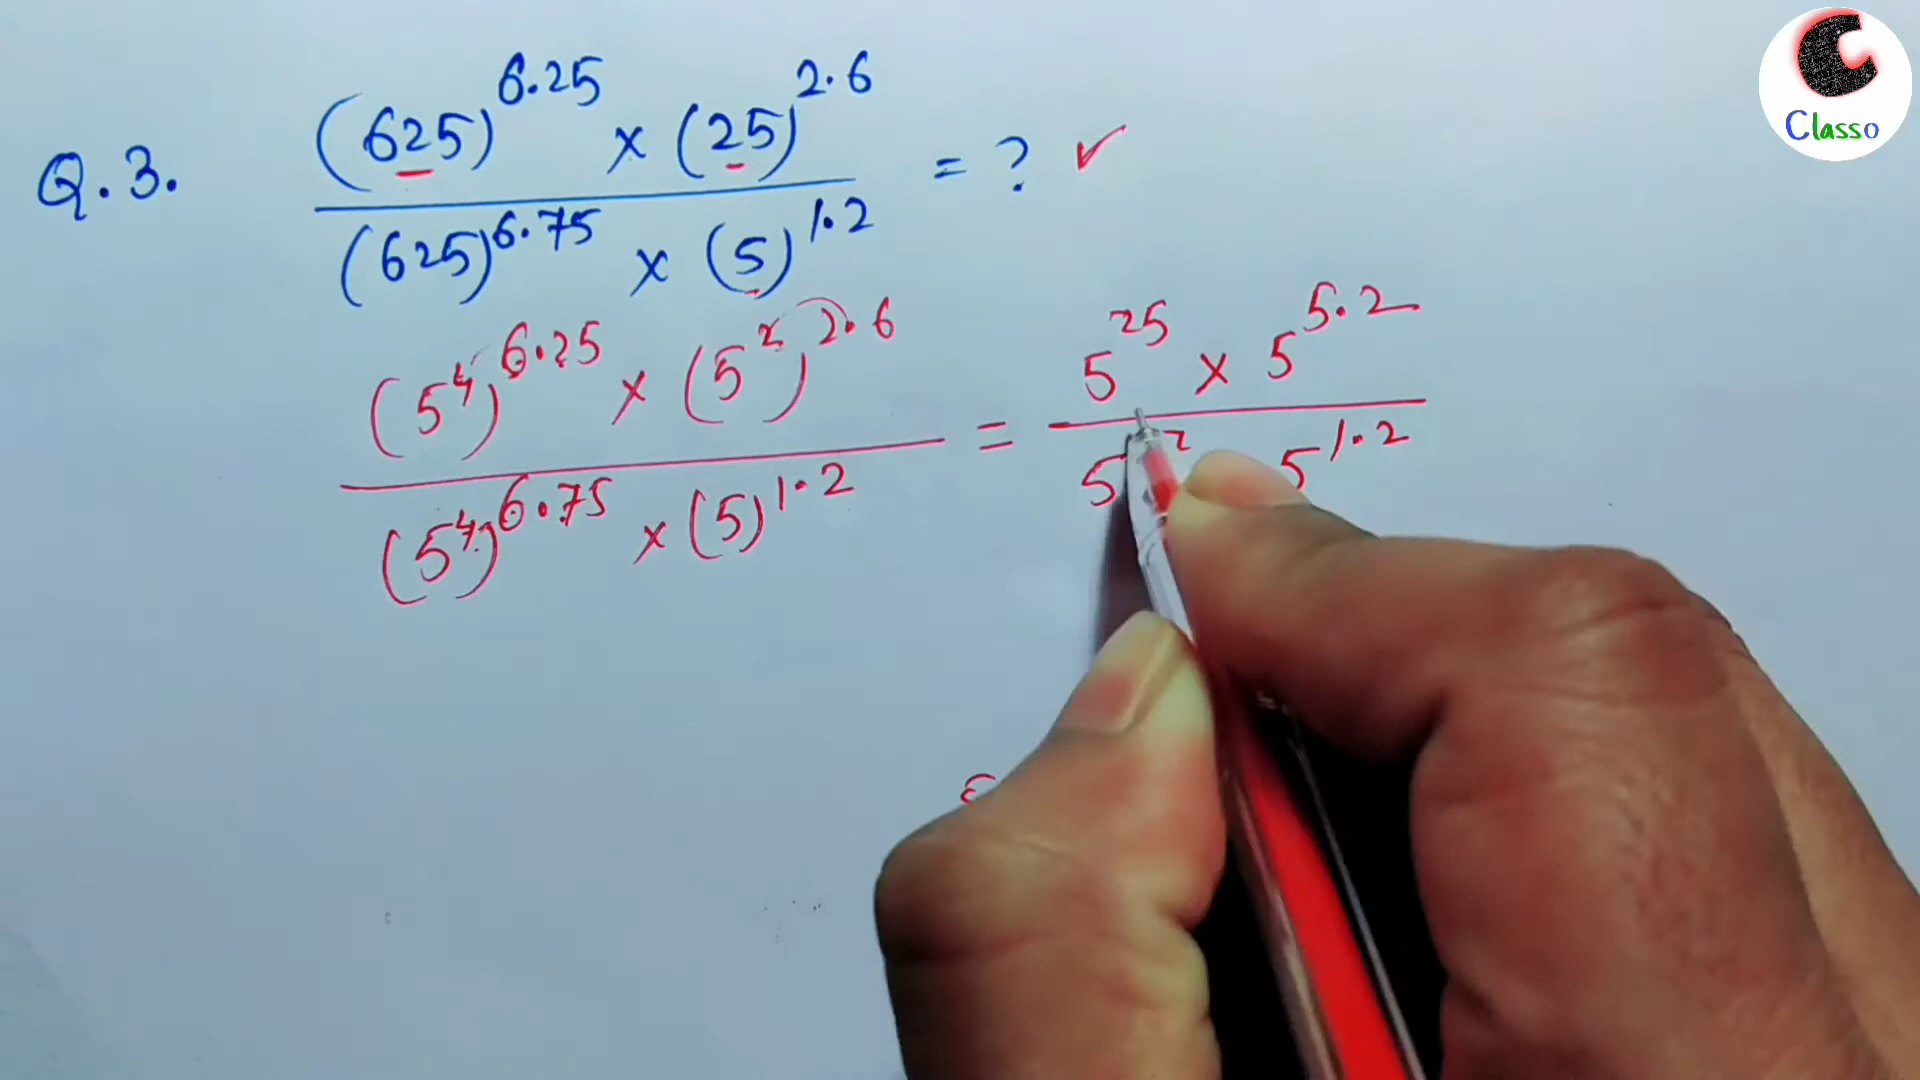 Q.3. (625)^6.25 × (25)^2.6 / (625)^6.75 × (5)^1.2 = ? ✓
(5^4)^6.25 × (5^2)^2.6 / (5^4)^6.75 × (5)^1.2 = 5^25 × 5^5.2 / 5 5^1.2
Classo